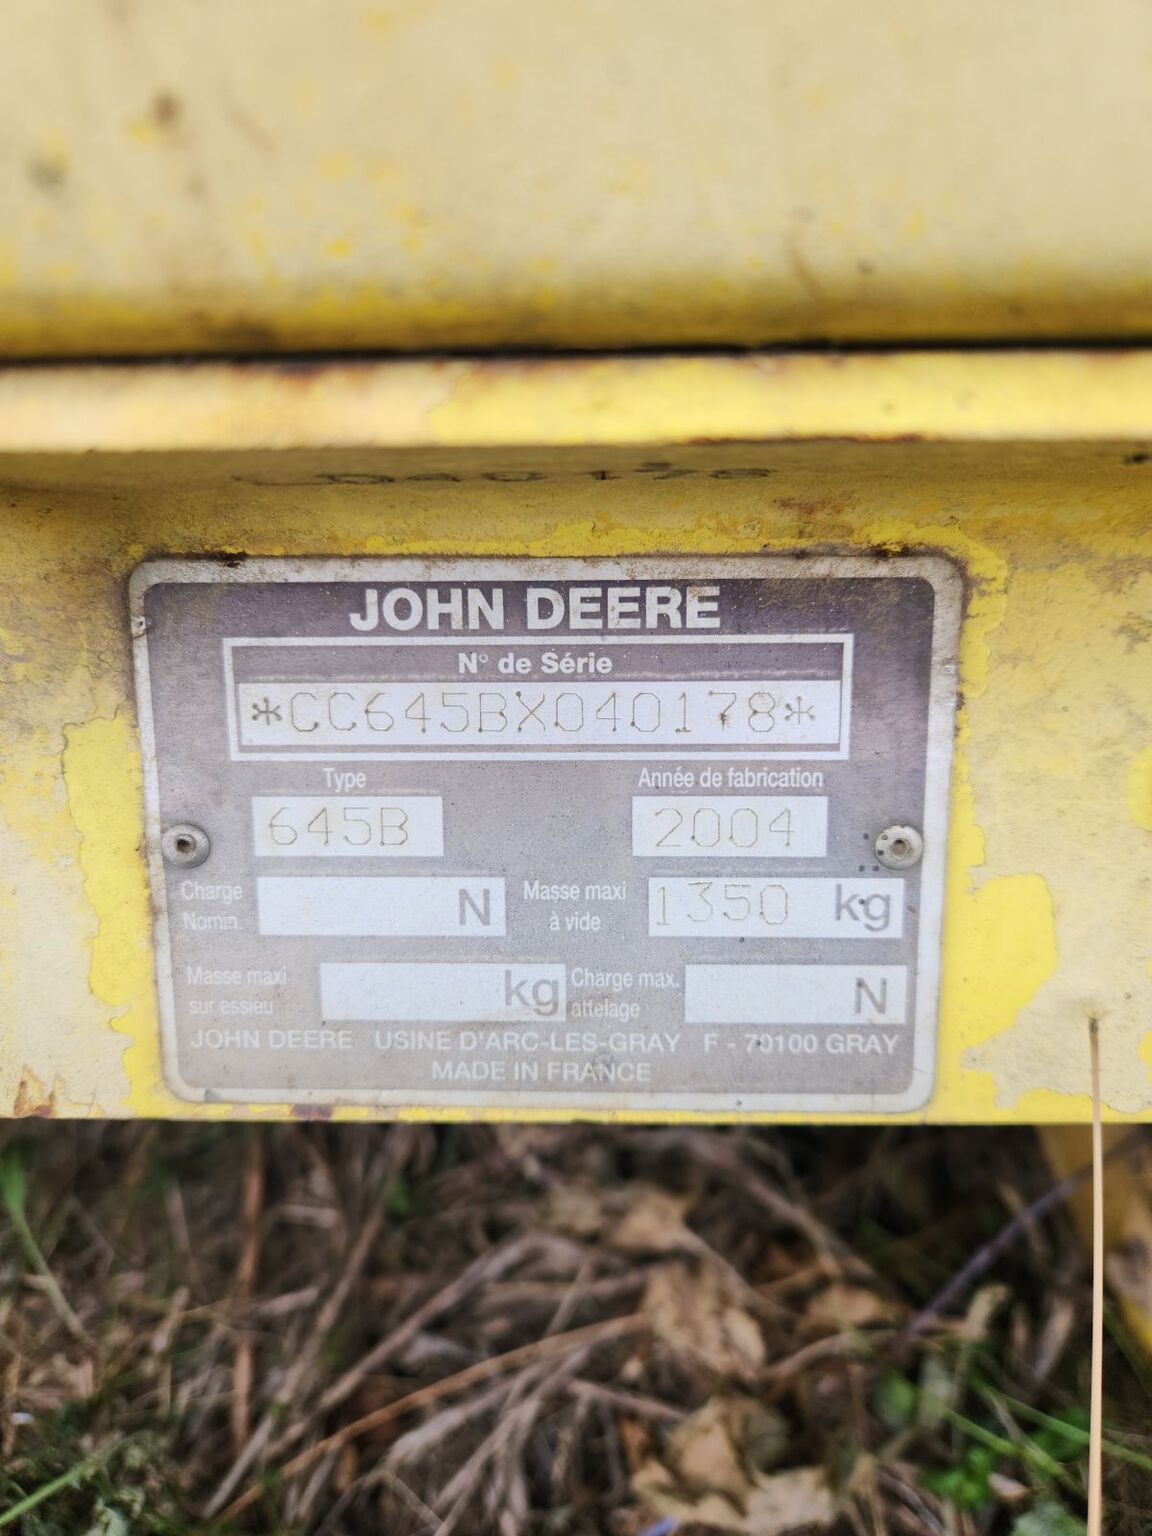 JOHN DEERE
N° de Série
*CC645BX040178*
Type Année de fabrication
645B 2004
Charge Nomin. N Masse maxi à vide 1350 kg
Masse maxi sur essieu kg Charge max. attelage N
JOHN DEERE USINE D'ARC-LES-GRAY F - 70100 GRAY
MADE IN FRANCE